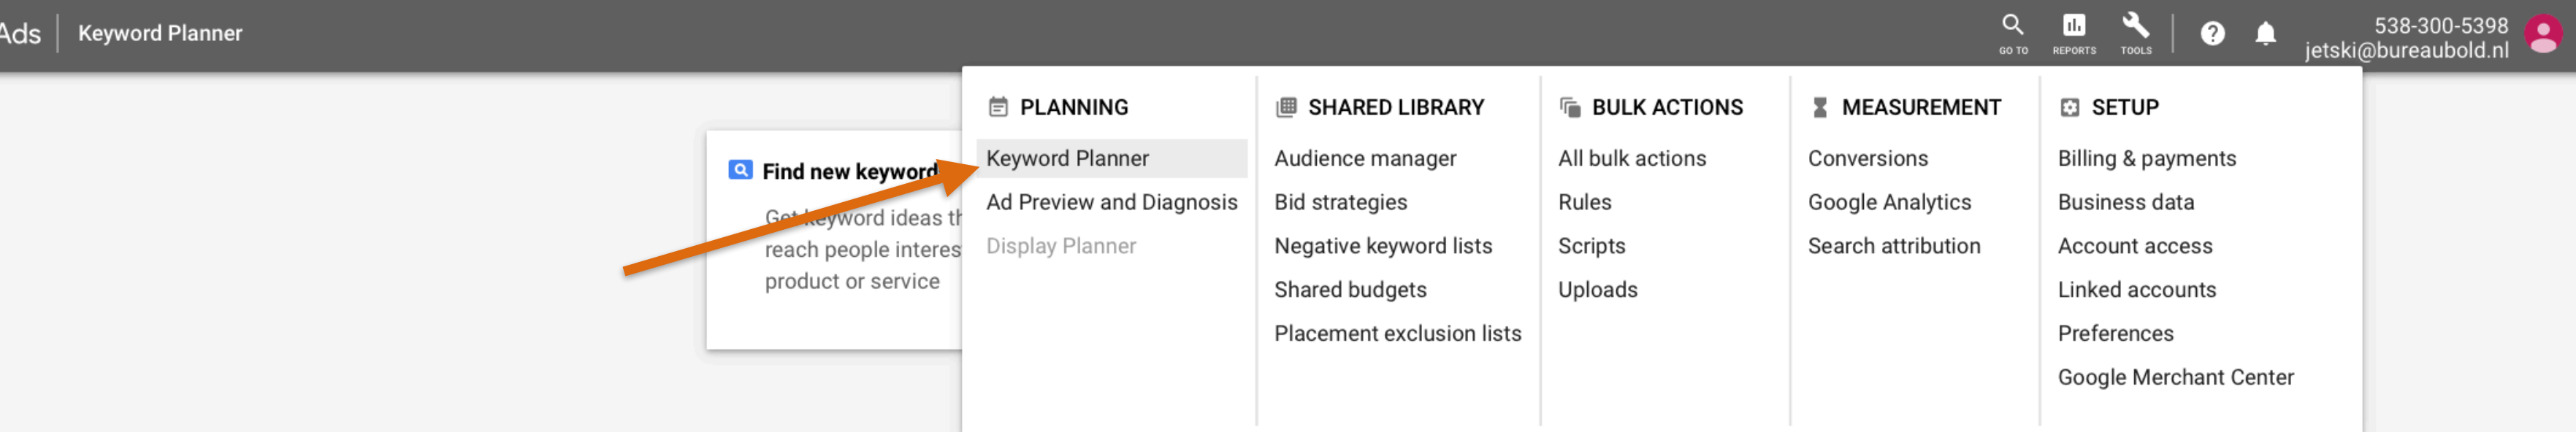 Ads
Keyword Planner
GO TO
REPORTS
TOOLS
538-300-5398
jetski@bureaubold.nl
Find new keyword
Get keyword ideas th
reach people interes
product or service
PLANNING
Keyword Planner
Ad Preview and Diagnosis
Display Planner
SHARED LIBRARY
Audience manager
Bid strategies
Negative keyword lists
Shared budgets
Placement exclusion lists
BULK ACTIONS
All bulk actions
Rules
Scripts
Uploads
MEASUREMENT
Conversions
Google Analytics
Search attribution
SETUP
Billing & payments
Business data
Account access
Linked accounts
Preferences
Google Merchant Center